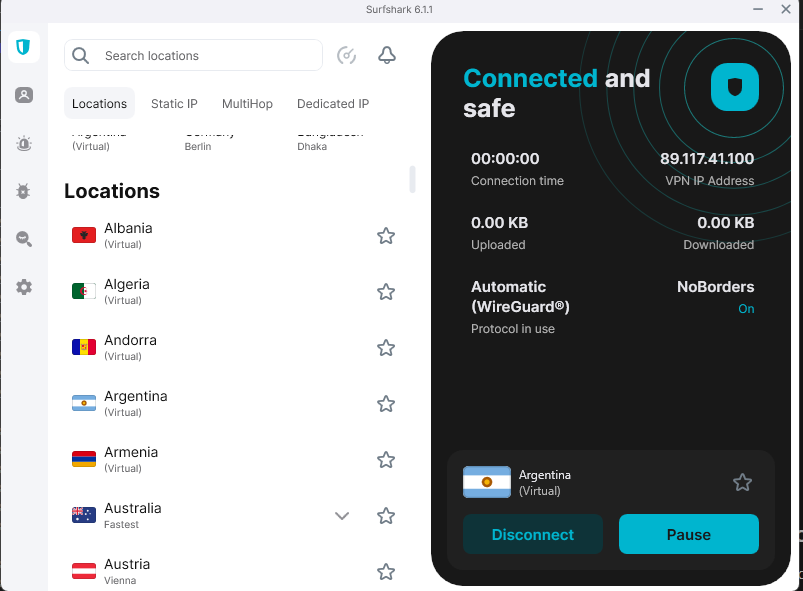 Surfshark 6.1.1
Search locations
Locations
Static IP
MultiHop
Dedicated IP
Argentina
(Virtual)
Germany
Berlin
Bangladesh
Dhaka
Locations
Albania
(Virtual)
Algeria
(Virtual)
Andorra
(Virtual)
Argentina
(Virtual)
Armenia
(Virtual)
Australia
Fastest
Austria
Vienna
Connected and
safe
00:00:00
Connection time
89.117.41.100
VPN IP Address
0.00 KB
Uploaded
0.00 KB
Downloaded
Automatic
(WireGuard®)
Protocol in use
NoBorders
On
Argentina
(Virtual)
Disconnect
Pause